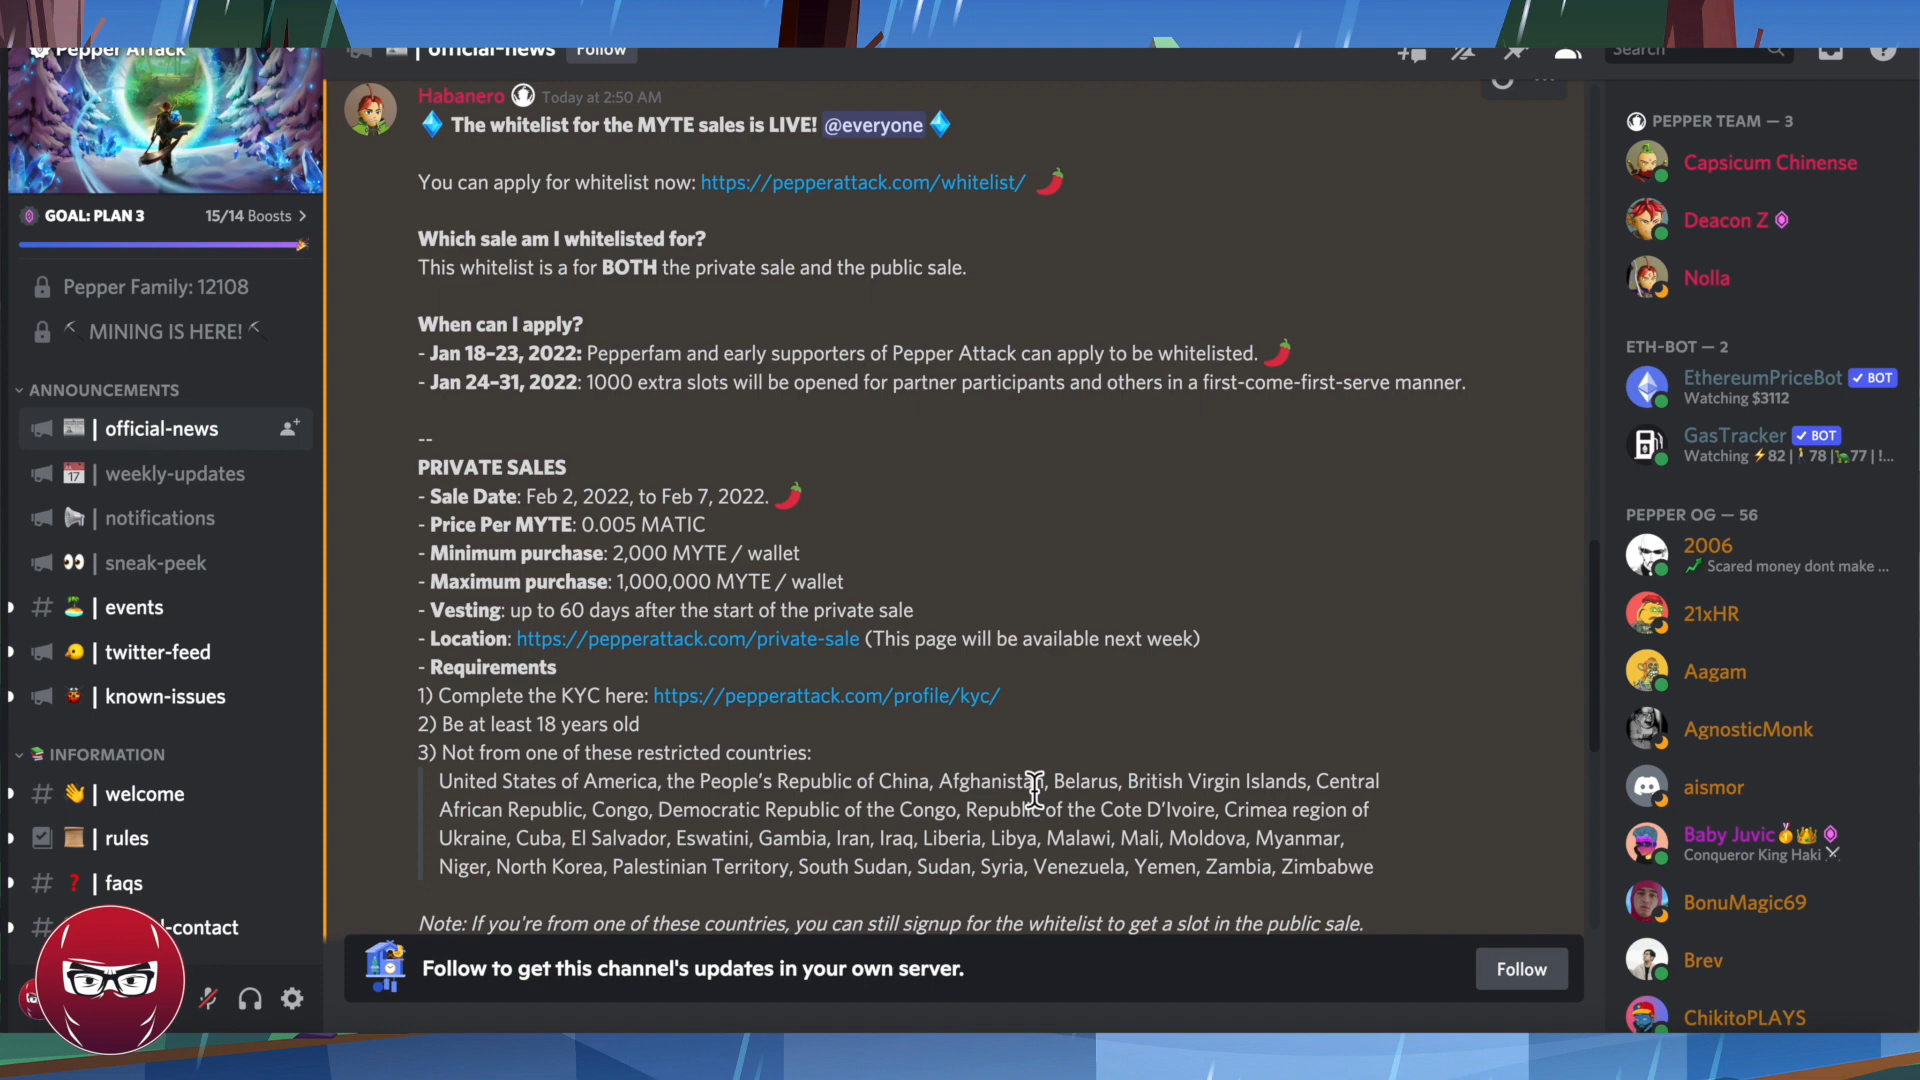 Pepper Attack
GOAL: PLAN 3
15/14 Boosts
Pepper Family: 12108
MINING IS HERE!
ANNOUNCEMENTS
| official-news
17 | weekly-updates
| notifications
| sneak-peek
# | events
| twitter-feed
| known-issues
INFORMATION
# | welcome
| rules
# | faqs
-contact
| official-news
Follow
Search
Habanero Today at 2:50 AM
The whitelist for the MYTE sales is LIVE! @everyone
You can apply for whitelist now: https://pepperattack.com/whitelist/
Which sale am I whitelisted for?
This whitelist is a for BOTH the private sale and the public sale.
When can I apply?
- Jan 18-23, 2022: Pepperfam and early supporters of Pepper Attack can apply to be whitelisted.
- Jan 24-31, 2022: 1000 extra slots will be opened for partner participants and others in a first-come-first-serve manner.
--
PRIVATE SALES
- Sale Date: Feb 2, 2022, to Feb 7, 2022.
- Price Per MYTE: 0.005 MATIC
- Minimum purchase: 2,000 MYTE / wallet
- Maximum purchase: 1,000,000 MYTE / wallet
- Vesting: up to 60 days after the start of the private sale
- Location: https://pepperattack.com/private-sale (This page will be available next week)
- Requirements
1) Complete the KYC here: https://pepperattack.com/profile/kyc/
2) Be at least 18 years old
3) Not from one of these restricted countries:
United States of America, the People's Republic of China, Afghanistan, Belarus, British Virgin Islands, Central
African Republic, Congo, Democratic Republic of the Congo, Republic of the Cote D'Ivoire, Crimea region of
Ukraine, Cuba, El Salvador, Eswatini, Gambia, Iran, Iraq, Liberia, Libya, Malawi, Mali, Moldova, Myanmar,
Niger, North Korea, Palestinian Territory, South Sudan, Sudan, Syria, Venezuela, Yemen, Zambia, Zimbabwe
Note: If you're from one of these countries, you can still signup for the whitelist to get a slot in the public sale.
Follow to get this channel's updates in your own server.
Follow
PEPPER TEAM — 3
Capsicum Chinense
Deacon Z
Nolla
ETH-BOT — 2
EthereumPriceBot BOT
Watching $3112
GasTracker BOT
Watching ⚡82 | 78 | 77 | !...
PEPPER OG — 56
2006
Scared money dont make ...
21xHR
Aagam
AgnosticMonk
aismor
Baby Juvic
Conqueror King Haki
BonuMagic69
Brev
ChikitoPLAYS